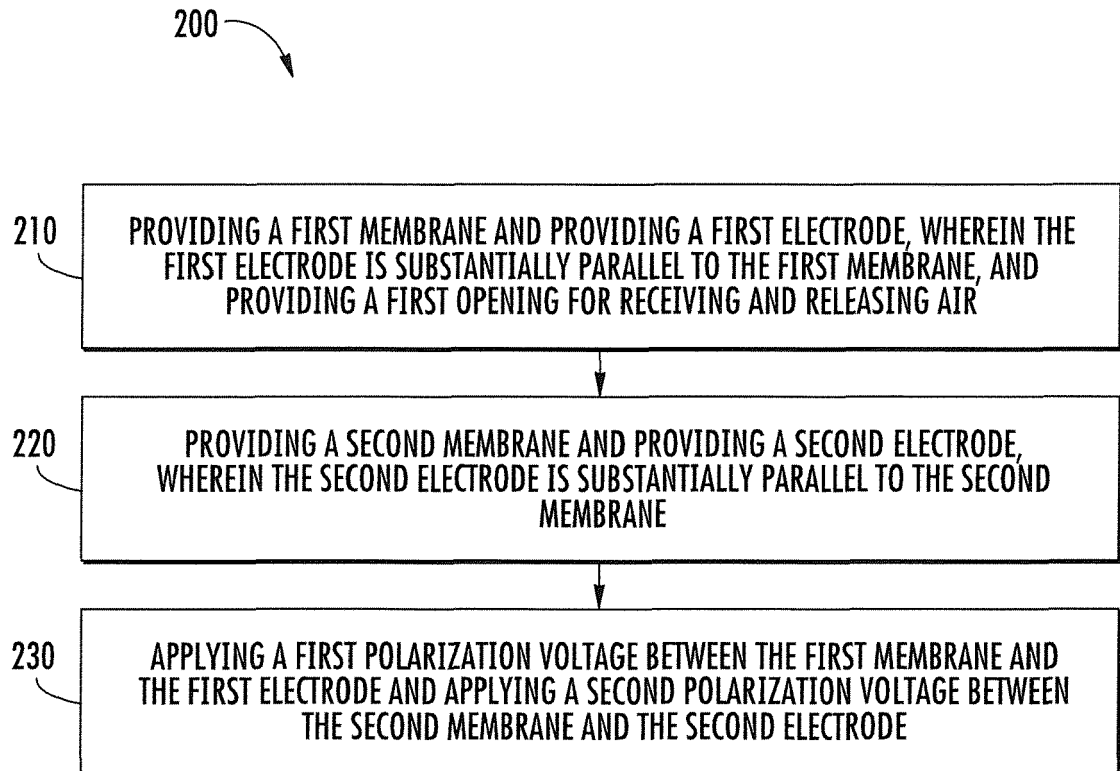 200
210
PROVIDING A FIRST MEMBRANE AND PROVIDING A FIRST ELECTRODE, WHEREIN THE
FIRST ELECTRODE IS SUBSTANTIALLY PARALLEL TO THE FIRST MEMBRANE, AND
PROVIDING A FIRST OPENING FOR RECEIVING AND RELEASING AIR
220
PROVIDING A SECOND MEMBRANE AND PROVIDING A SECOND ELECTRODE,
WHEREIN THE SECOND ELECTRODE IS SUBSTANTIALLY PARALLEL TO THE SECOND
MEMBRANE
230
APPLYING A FIRST POLARIZATION VOLTAGE BETWEEN THE FIRST MEMBRANE AND
THE FIRST ELECTRODE AND APPLYING A SECOND POLARIZATION VOLTAGE BETWEEN
THE SECOND MEMBRANE AND THE SECOND ELECTRODE